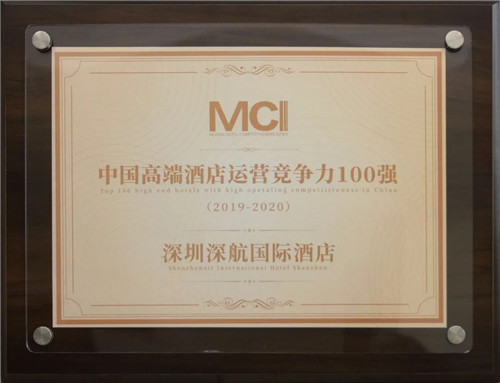 MCI
中国高端酒店运营竞争力100强
Top 100 high end hotels with high operating competitiveness in China
(2019-2020)
深圳深航国际酒店
Shenzhenair International Hotel Shenzhen